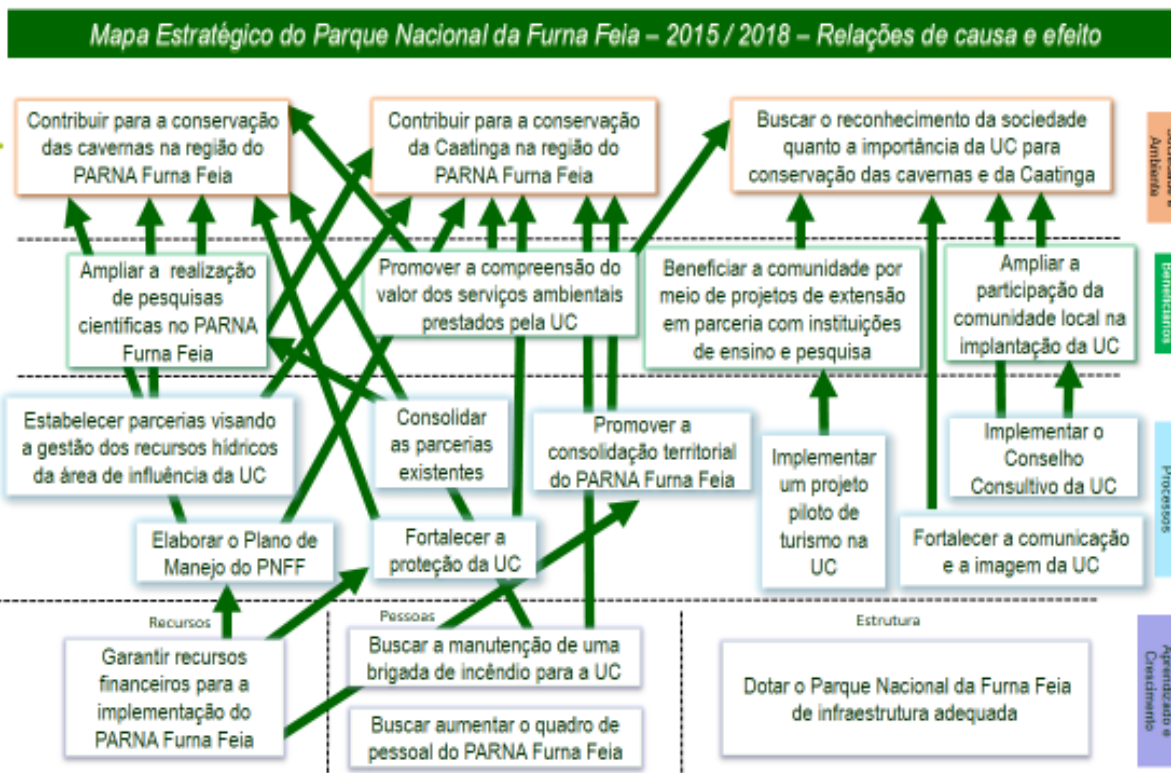 Mapa Estratégico do Parque Nacional da Furna Feia – 2015 / 2018 – Relações de causa e efeito
Contribuir para a conservação
das cavernas na região do
PARNA Furna Feia
Contribuir para a conservação
da Caatinga na região do
PARNA Furna Feia
Buscar o reconhecimento da sociedade
quanto a importância da UC para
conservação das cavernas e da Caatinga
Ambiente
Ampliar a realização
de pesquisas
científicas no PARNA
Furna Feia
Promover a compreensão do
valor dos serviços ambientais
prestados pela UC
Beneficiar a comunidade por
meio de projetos de extensão
em parceria com instituições
de ensino e pesquisa
Ampliar a
participação da
comunidade local na
implantação da UC
Beneficiários
Estabelecer parcerias visando
a gestão dos recursos hídricos
da área de influência da UC
Consolidar
as parcerias
existentes
Promover a
consolidação territorial
do PARNA Furna Feia
Implementar
um projeto
piloto de
turismo na
UC
Implementar o
Conselho
Consultivo da UC
Processos
Elaborar o Plano de
Manejo do PNFF
Fortalecer a
proteção da UC
Fortalecer a comunicação
e a imagem da UC
Recursos
Pessoas
Estrutura
Garantir recursos
financeiros para a
implementação do
PARNA Furna Feia
Buscar a manutenção de uma
brigada de incêndio para a UC
Buscar aumentar o quadro de
pessoal do PARNA Furna Feia
Dotar o Parque Nacional da Furna Feia
de infraestrutura adequada
Aprendizado e
Crescimento